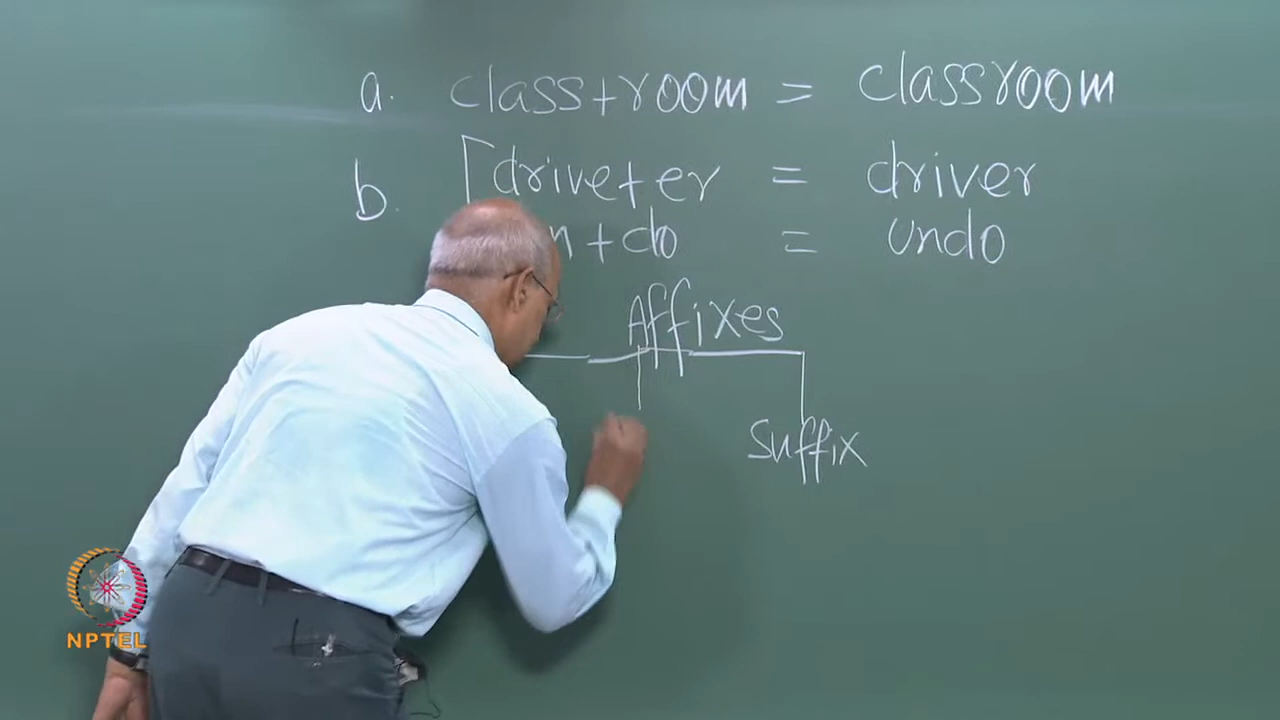 a. class + room = classroom
b. [ drive + er = driver
n + do = undo
Affixes
Suffix
NPTEL